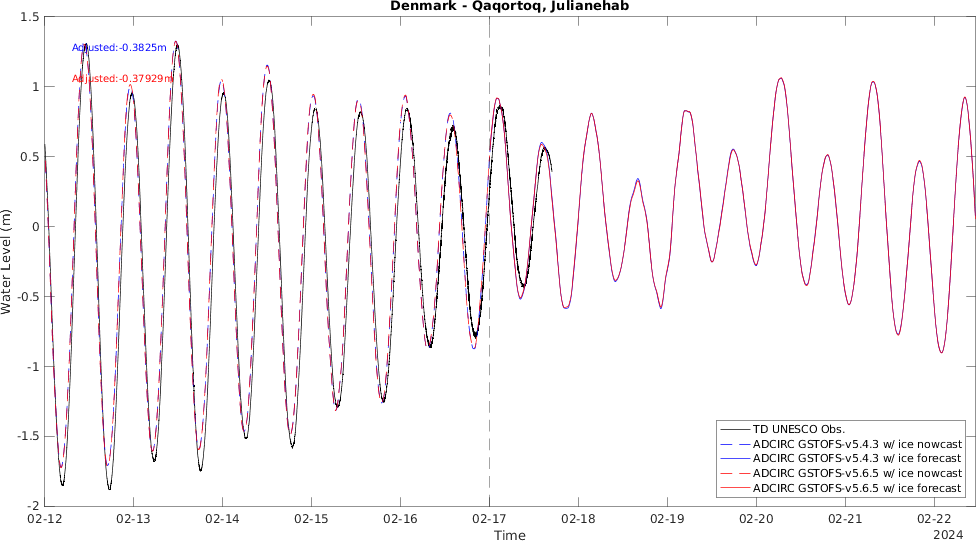 Denmark - Qaqortoq, Julianehab
1.5
1
0.5
0
-0.5
-1
-1.5
-2
Water Level (m)
Adjusted:-0.3825m
Adjusted:-0.37929m
TD UNESCO Obs.
ADCIRC GSTOFS-v5.4.3 w/ ice nowcast
ADCIRC GSTOFS-v5.4.3 w/ ice forecast
ADCIRC GSTOFS-v5.6.5 w/ ice nowcast
ADCIRC GSTOFS-v5.6.5 w/ ice forecast
02-12 02-13 02-14 02-15 02-16 02-17 02-18 02-19 02-20 02-21 02-22
Time
2024